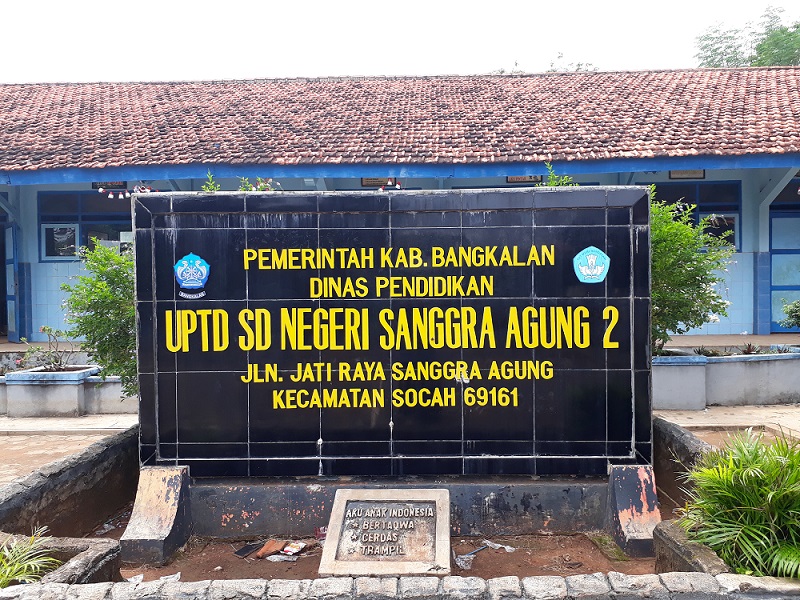 PEMERINTAH KAB. BANGKALAN
DINAS PENDIDIKAN
UPTD SD NEGERI SANGGRA AGUNG 2
JLN. JATI RAYA SANGGRA AGUNG
KECAMATAN SOCAH 69161
AKU ANAK INDONESIA
* BERTAQWA
* CERDAS
* TRAMPIL